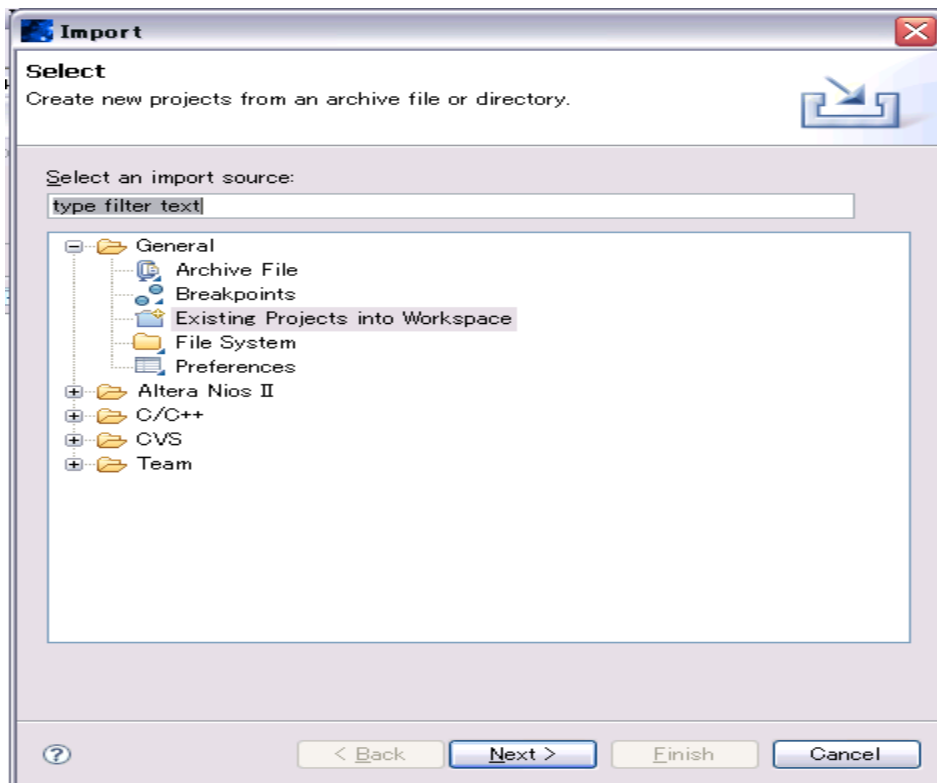 Import
Select
Create new projects from an archive file or directory.
Select an import source:
type filter text
General
Archive File
Breakpoints
Existing Projects into Workspace
File System
Preferences
Altera Nios II
C/C++
CVS
Team
< Back
Next >
Finish
Cancel